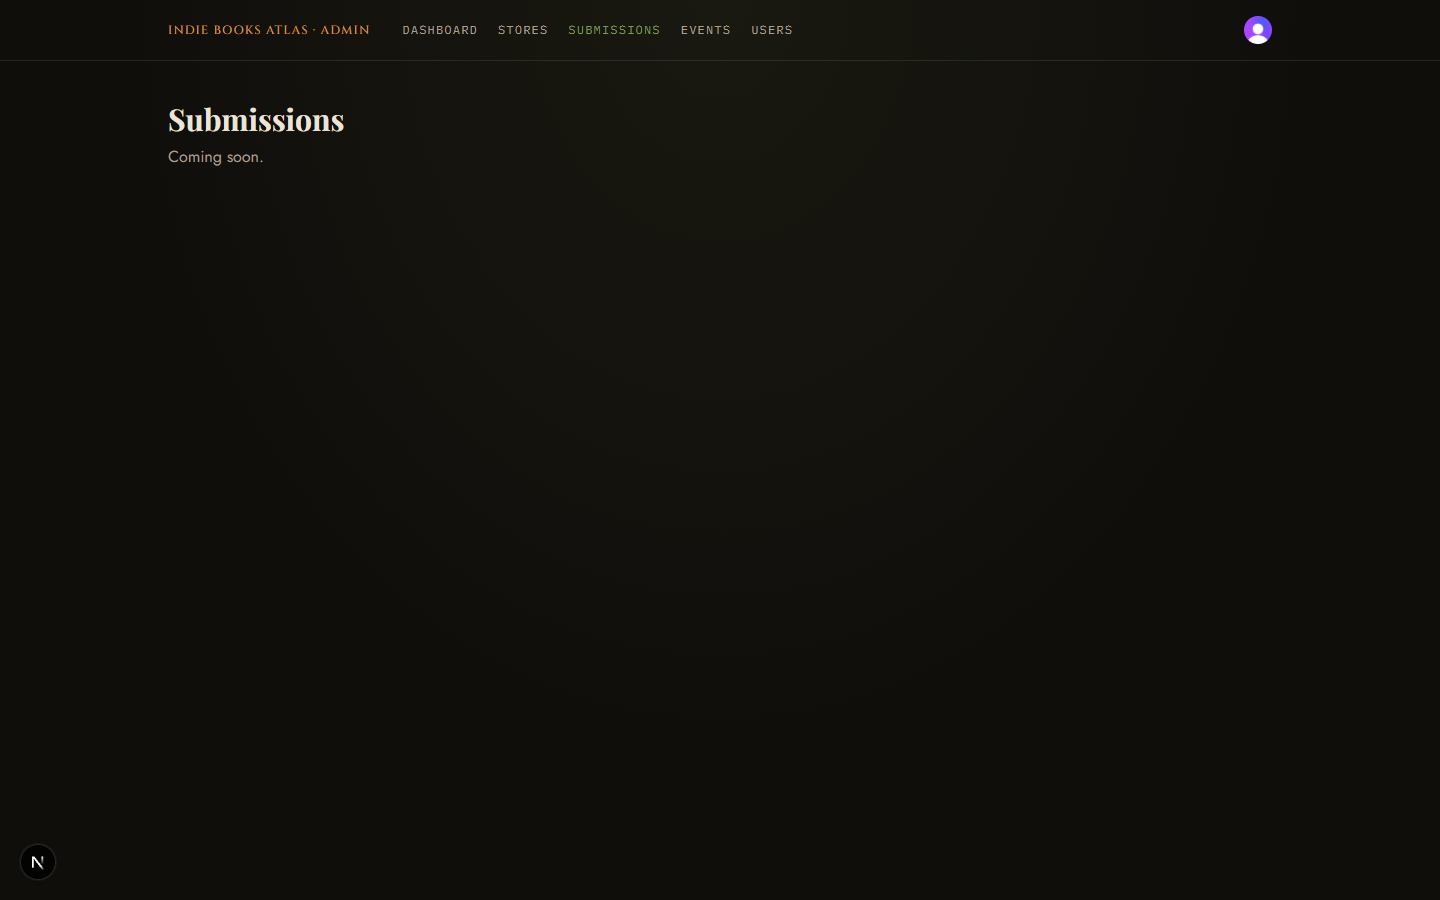 INDIE BOOKS ATLAS · ADMIN DASHBOARD STORES SUBMISSIONS EVENTS USERS
Submissions
Coming soon.
N